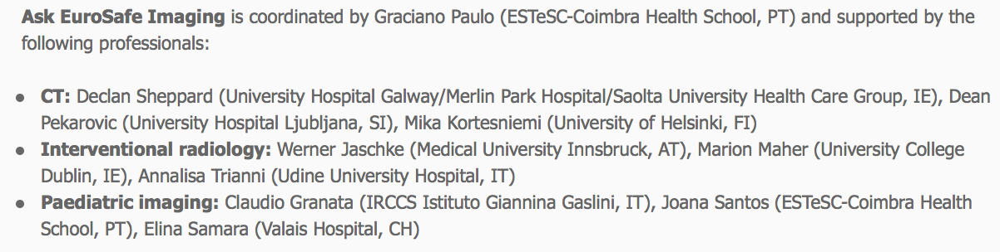 Ask EuroSafe Imaging is coordinated by Graciano Paulo (ESTeSC-Coimbra Health School, PT) and supported by the
following professionals:
• CT: Declan Sheppard (University Hospital Galway/Merlin Park Hospital/Saolta University Health Care Group, IE), Dean
Pekarovic (University Hospital Ljubljana, SI), Mika Kortesniemi (University of Helsinki, FI)
• Interventional radiology: Werner Jaschke (Medical University Innsbruck, AT), Marion Maher (University College
Dublin, IE), Annalisa Trianni (Udine University Hospital, IT)
• Paediatric imaging: Claudio Granata (IRCCS Istituto Giannina Gaslini, IT), Joana Santos (ESTeSC-Coimbra Health
School, PT), Elina Samara (Valais Hospital, CH)